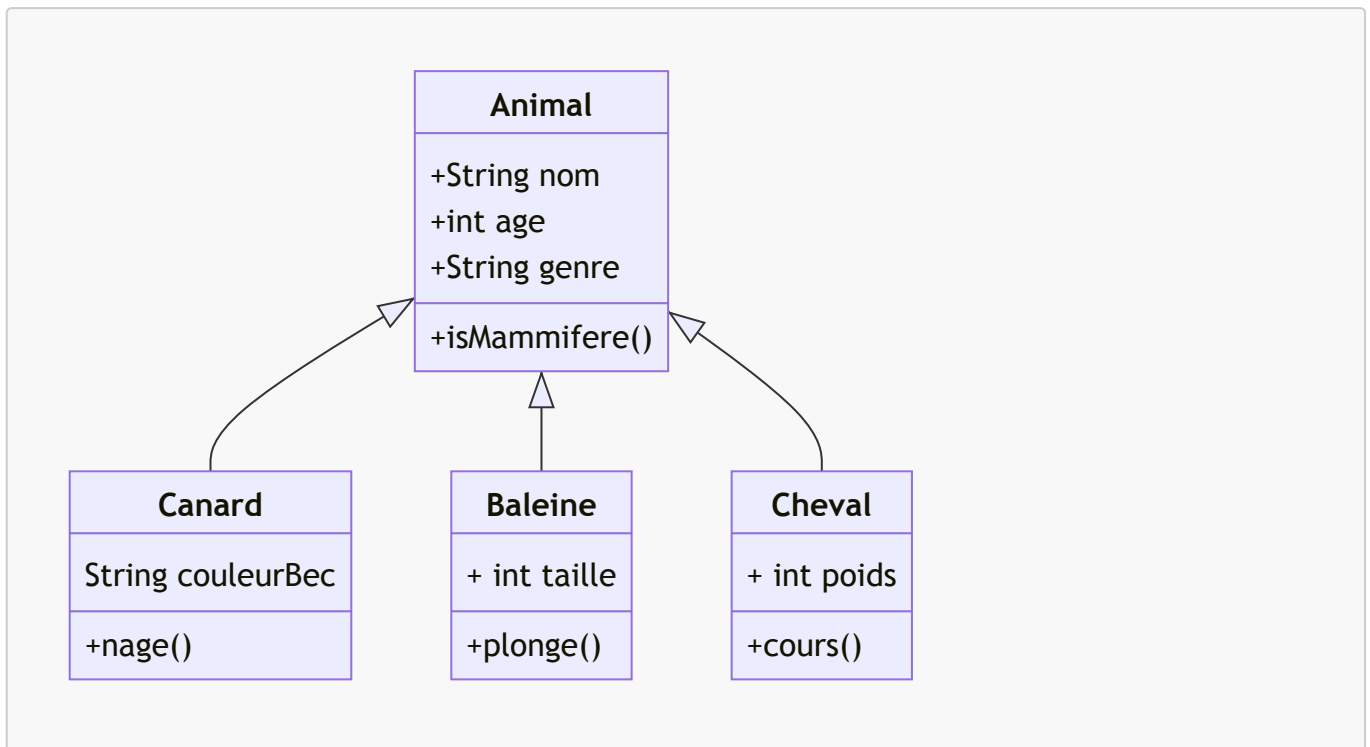 Animal
+String nom
+int age
+String genre
+isMammifere()
Canard
String couleurBec
+nage()
Baleine
+ int taille
+plonge()
Cheval
+ int poids
+cours()